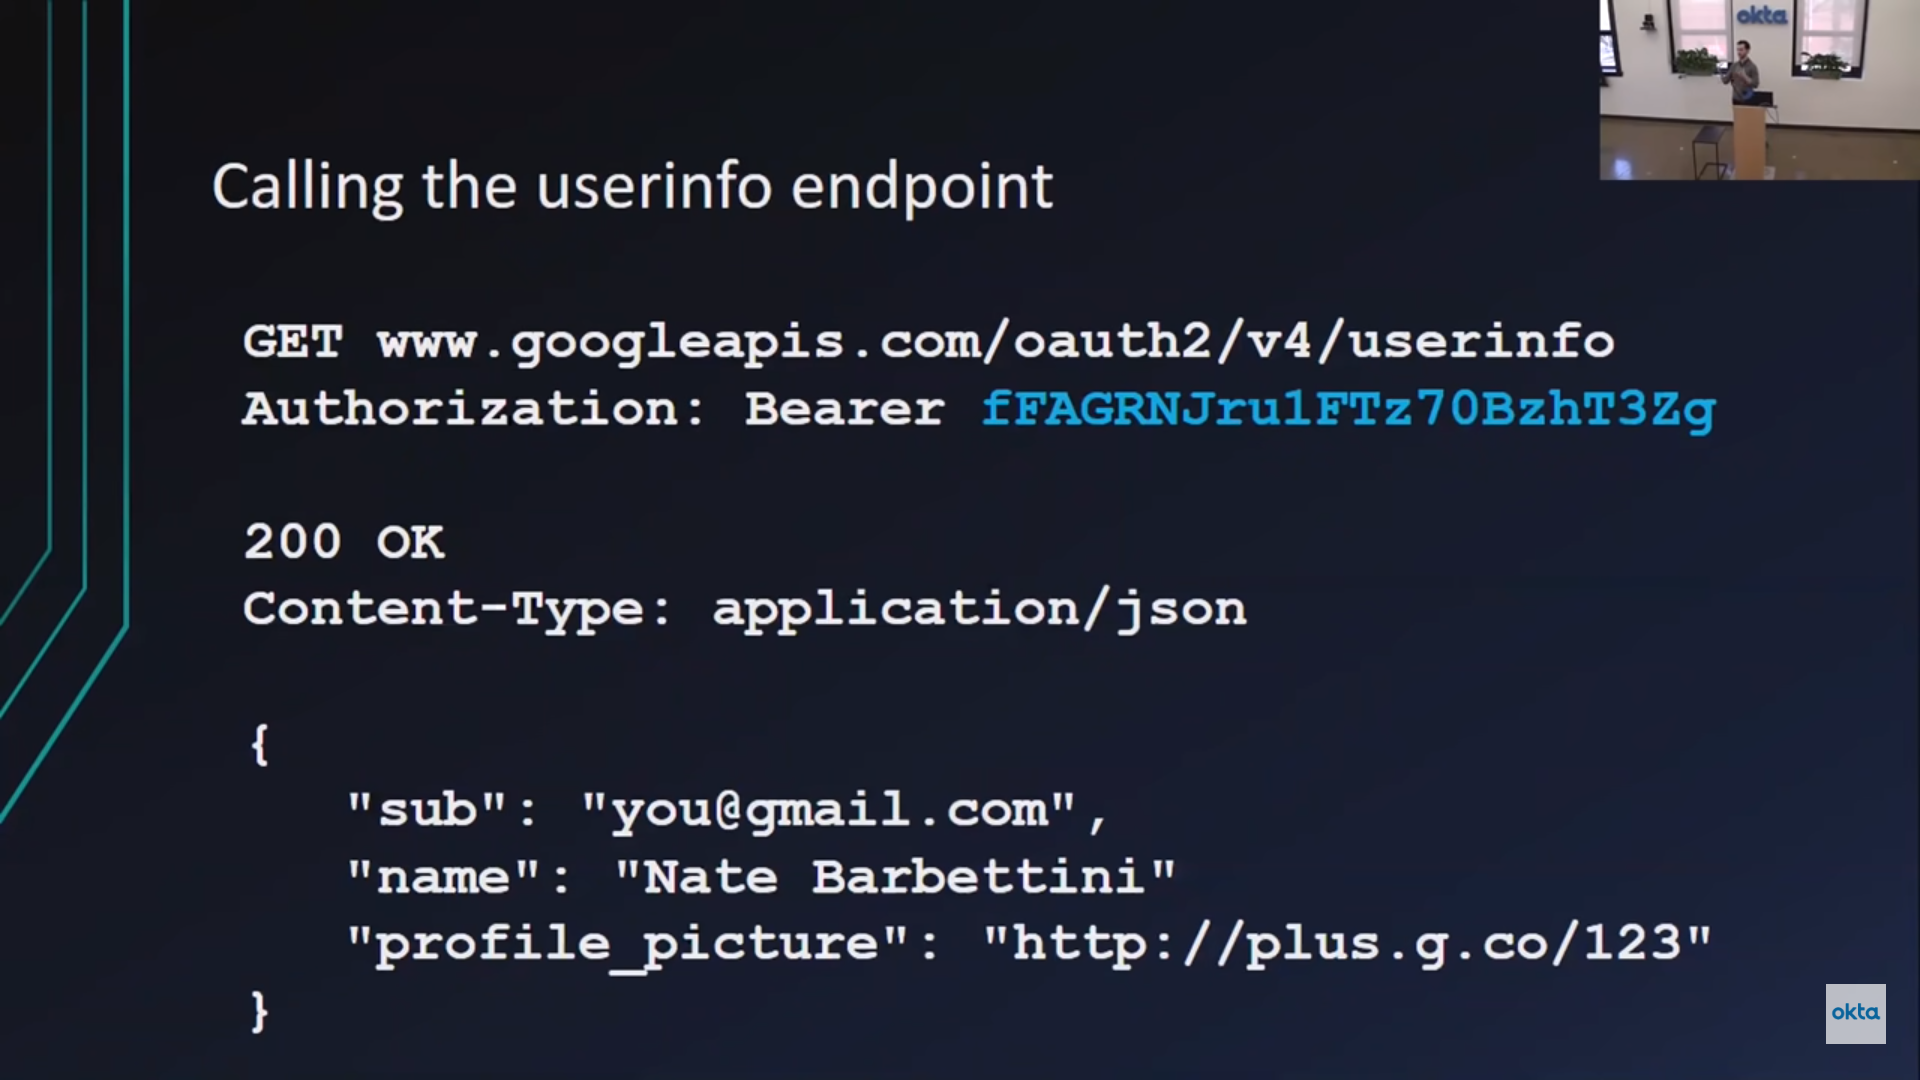 okta
Calling the userinfo endpoint
GET www.googleapis.com/oauth2/v4/userinfo
Authorization: Bearer fFAGRNJru1FTz70BzhT3Zg
200 OK
Content-Type: application/json
{
"sub": "you@gmail.com",
"name": "Nate Barbettini"
"profile_picture": "http://plus.g.co/123"
}
okta